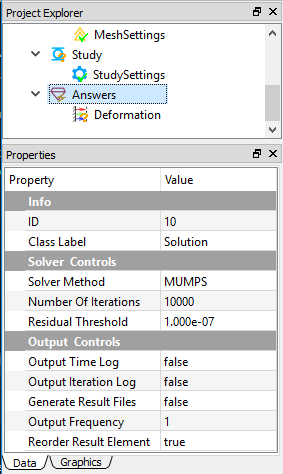 Project Explorer
MeshSettings
Study
StudySettings
Answers
Deformation
Properties
Property Value
Info
ID 10
Class Label Solution
Solver Controls
Solver Method MUMPS
Number Of Iterations 10000
Residual Threshold 1.000e-07
Output Controls
Output Time Log false
Output Iteration Log false
Generate Result Files false
Output Frequency 1
Reorder Result Element true
Data Graphics